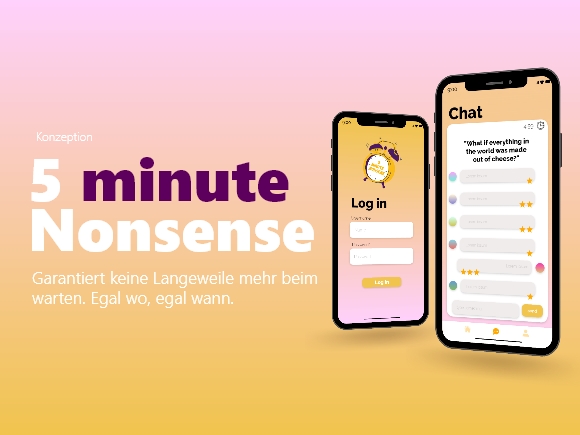 Konzeption
5 minute
Nonsense
Garantiert keine Langeweile mehr beim
warten. Egal wo, egal wann.
Log in
Log in
Chat
"What if everything in
the world was made
out of cheese?"